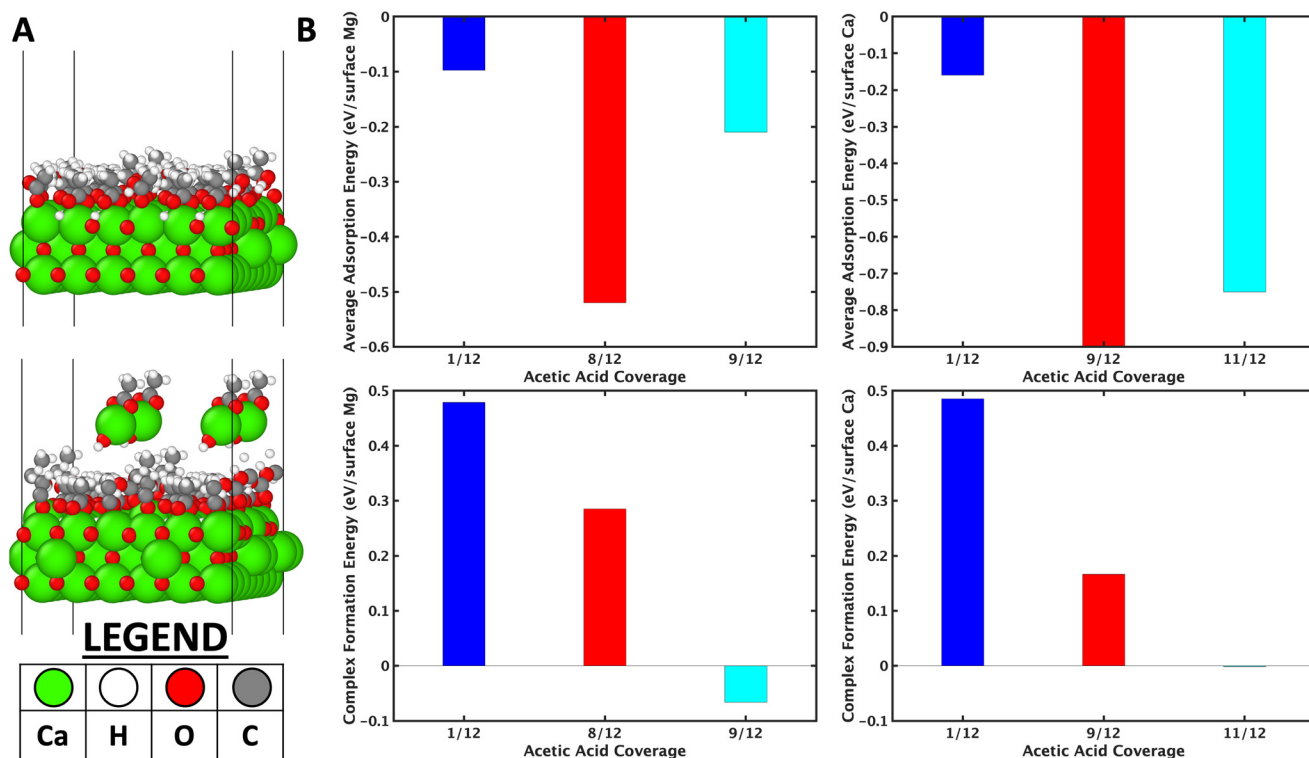 A
B
0
−0.1
−0.2
−0.3
−0.4
−0.5
−0.6
Average Adsorption Energy (eV/surface Mg)
1/12 8/12 9/12
Acetic Acid Coverage
0
−0.1
−0.2
−0.3
−0.4
−0.5
−0.6
−0.7
−0.8
−0.9
Average Adsorption Energy (eV/surface Ca)
1/12 9/12 11/12
Acetic Acid Coverage
0.5
0.4
0.3
0.2
0.1
0
−0.1
Complex Formation Energy (eV/surface Mg)
1/12 8/12 9/12
Acetic Acid Coverage
0.5
0.4
0.3
0.2
0.1
0
−0.1
Complex Formation Energy (eV/surface Ca)
1/12 9/12 11/12
Acetic Acid Coverage
LEGEND
Ca H O C